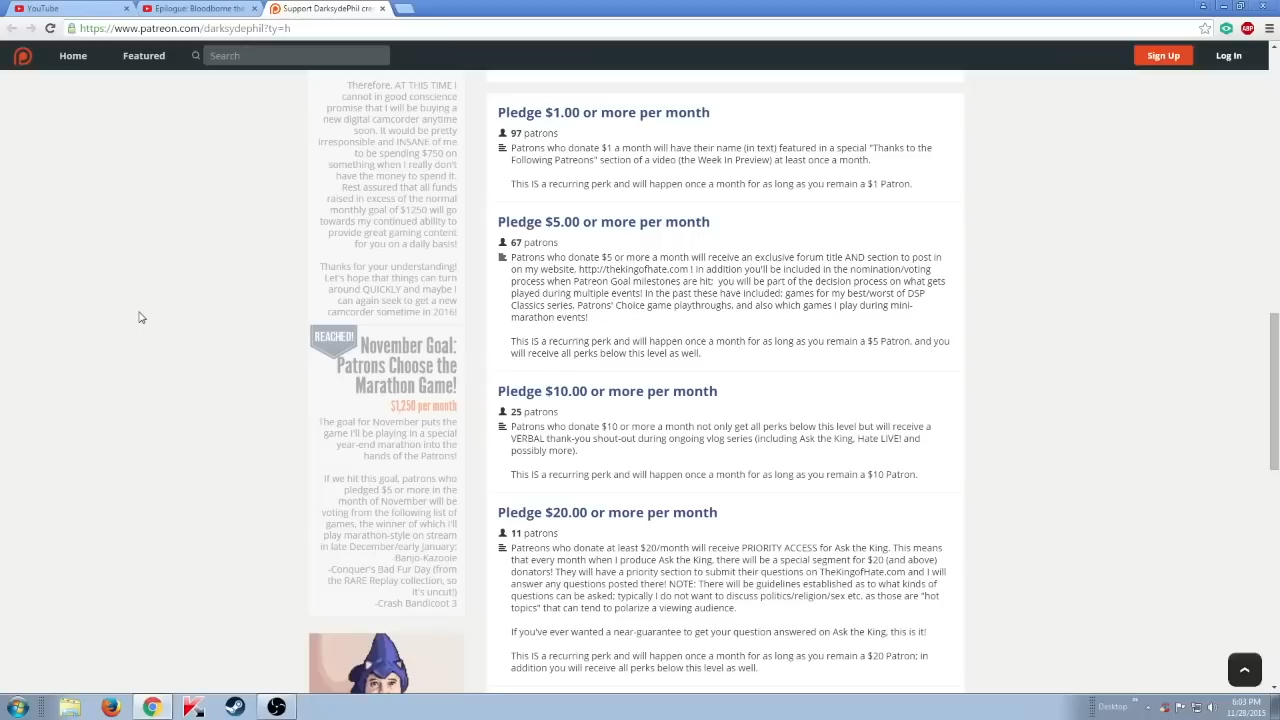 YouTube
Epilogue: Bloodborne the
Support DarksydePhil cre
https://www.patreon.com/darksydephil?ty=h
Home
Featured
Search
Sign Up
Log In
Therefore, AT THIS TIME I
cannot in good conscience
promise that I will be buying a
new digital camcorder anytime
soon. It would be pretty
irresponsible and INSANE of me
to be spending $750 on
something when I really don't
have the money to spend it.
Rest assured that all funds
raised in excess of the normal
monthly goal of $1250 will go
towards my continued ability to
provide great gaming content
for you on a daily basis!
Thanks for your understanding!
Let's hope that things can turn
around QUICKLY and maybe I
can again seek to get a new
camcorder sometime in 2016!
REACHED!
November Goal:
Patrons Choose the
Marathon Game!
$1,250 per month
The goal for November puts the
game I'll be playing in a special
year-end marathon into the
hands of the Patrons!
If we hit this goal, patrons who
pledged $5 or more in the
month of November will be
voting from the following list of
games, the winner of which I'll
play marathon-style on stream
in late December/early January:
-Banjo-Kazooie
-Conquer's Bad Fur Day (from
the RARE Replay collection, so
it's uncut!)
-Crash Bandicoot 3
Pledge $1.00 or more per month
97 patrons
Patrons who donate $1 a month will have their name (in text) featured in a special "Thanks to the
Following Patreons" section of a video (the Week in Preview) at least once a month.
This IS a recurring perk and will happen once a month for as long as you remain a $1 Patron.
Pledge $5.00 or more per month
67 patrons
Patrons who donate $5 or more a month will receive an exclusive forum title AND section to post in
on my website, http://thekingofhate.com ! In addition you'll be included in the nomination/voting
process when Patreon Goal milestones are hit; you will be part of the decision process on what gets
played during multiple events! In the past these have included; games for my best/worst of DSP
Classics series, Patrons' Choice game playthroughs, and also which games I play during mini-
marathon events!
This IS a recurring perk and will happen once a month for as long as you remain a $5 Patron, and you
will receive all perks below this level as well.
Pledge $10.00 or more per month
25 patrons
Patrons who donate $10 or more a month not only get all perks below this level but will receive a
VERBAL thank-you shout-out during ongoing vlog series (including Ask the King, Hate LIVE! and
possibly more).
This IS a recurring perk and will happen once a month for as long as you remain a $10 Patron.
Pledge $20.00 or more per month
11 patrons
Patreons who donate at least $20/month will receive PRIORITY ACCESS for Ask the King. This means
that every month when I produce Ask the King, there will be a special segment for $20 (and above)
donators! They will have a priority section to submit their questions on TheKingofHate.com and I will
answer any questions posted there! NOTE: There will be guidelines established as to what kinds of
questions can be asked; typically I do not want to discuss politics/religion/sex etc. as those are "hot
topics" that can tend to polarize a viewing audience.
If you've ever wanted a near-guarantee to get your question answered on Ask the King, this is it!
This IS a recurring perk and will happen once a month for as long as you remain a $20 Patron; in
addition you will receive all perks below this level as well.
Desktop
6:03 PM
11/28/2015